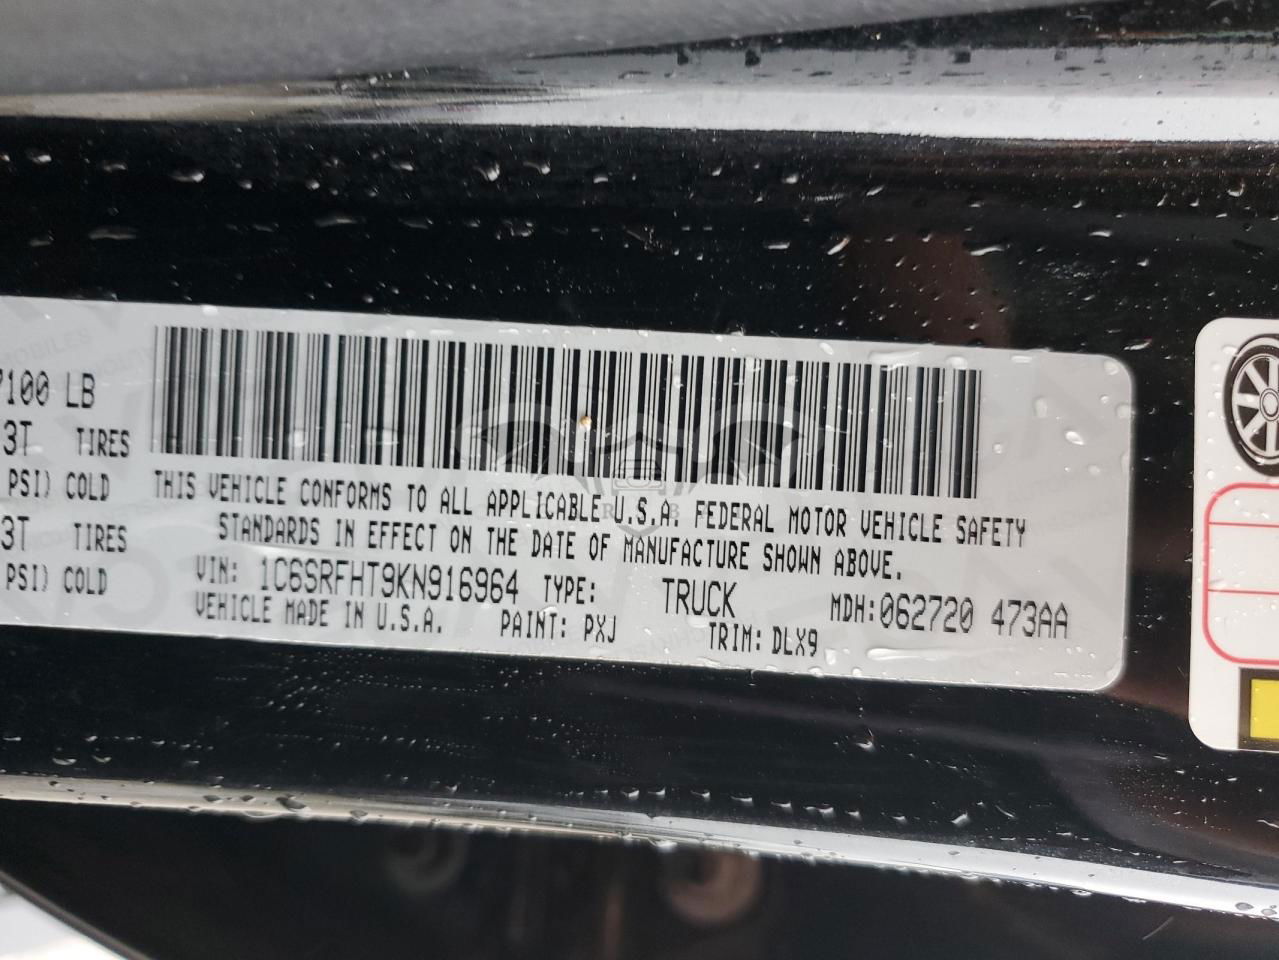 7100 LB
3T TIRES
PSI) COLD
3T TIRES
PSI) COLD
THIS VEHICLE CONFORMS TO ALL APPLICABLE U.S.A. FEDERAL MOTOR VEHICLE SAFETY
STANDARDS IN EFFECT ON THE DATE OF MANUFACTURE SHOWN ABOVE.
VIN: 1C6SRFHT9KN916964 TYPE: TRUCK MDH:062720 473AA
VEHICLE MADE IN U.S.A. PAINT: PXJ TRIM: DLX9